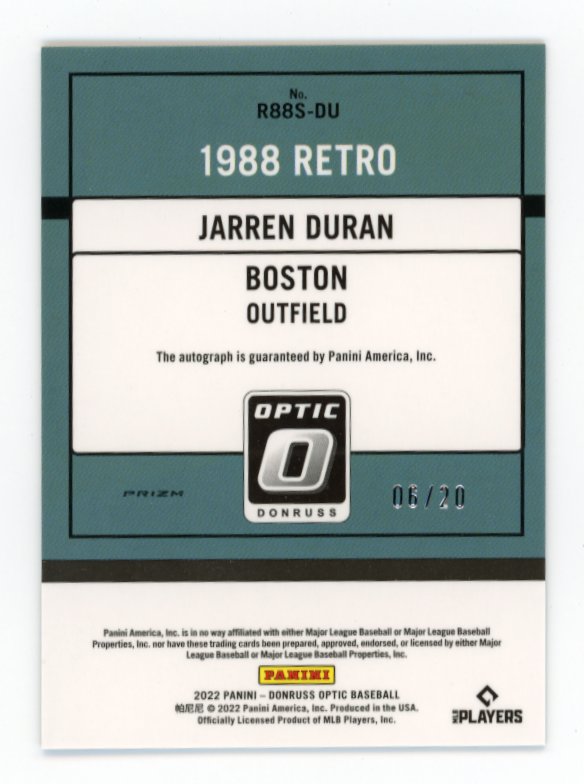 No.
R88S-DU
1988 RETRO
JARREN DURAN
BOSTON
OUTFIELD
The autograph is guaranteed by Panini America, Inc.
OPTIC
O
DONRUSS
PRIZM
06/20
Panini America, Inc. is in no way affiliated with either Major League Baseball or Major League Baseball
Properties, Inc. nor have these trading cards been prepared, approved, endorsed, or licensed by either Major
League Baseball or Major League Baseball Properties, Inc.
PANINI
2022 PANINI – DONRUSS OPTIC BASEBALL
帕尼尼 © 2022 Panini America, Inc. Produced in the USA.
Officially Licensed Product of MLB Players, Inc.
MLB PLAYERS